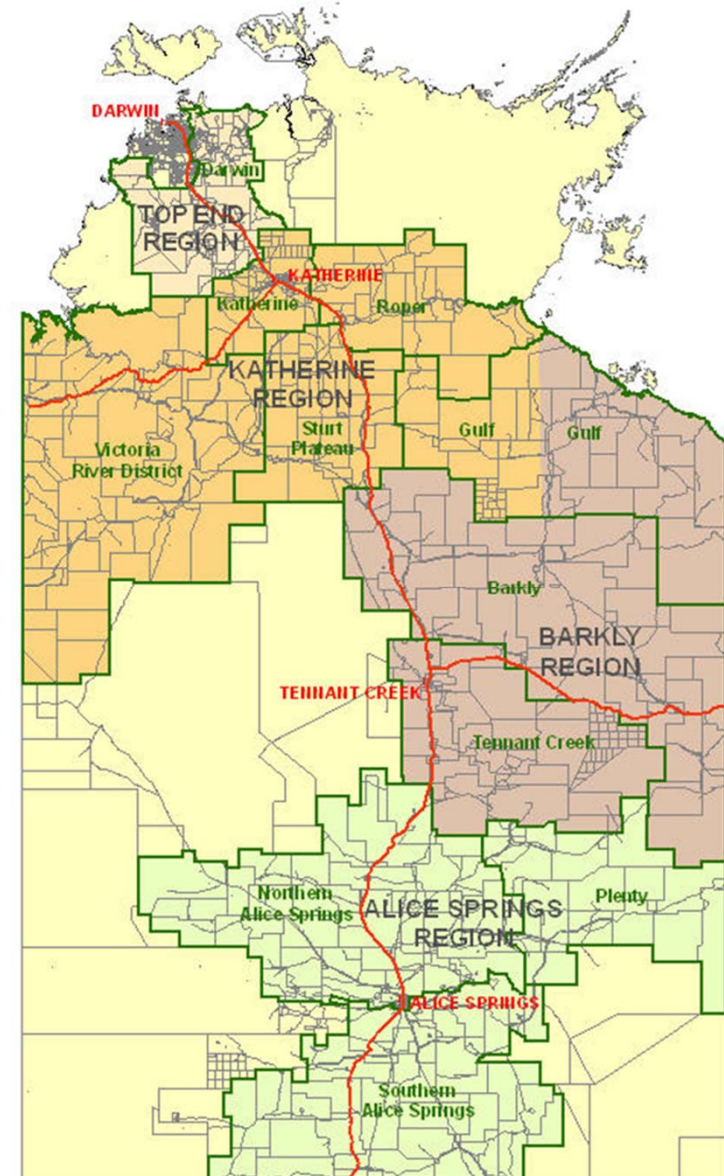 DARWIN
Darwin
TOP END
REGION
KATHERINE
Katherine
Roper
KATHERINE
REGION
Sturt
Plateau
Gulf
Gulf
Victoria
River District
Barkly
BARKLY
REGION
TENNANT CREEK
Tennant Creek
Northern
Alice Springs
ALICE SPRINGS
REGION
Plenty
ALICE SPRINGS
Southern
Alice Springs